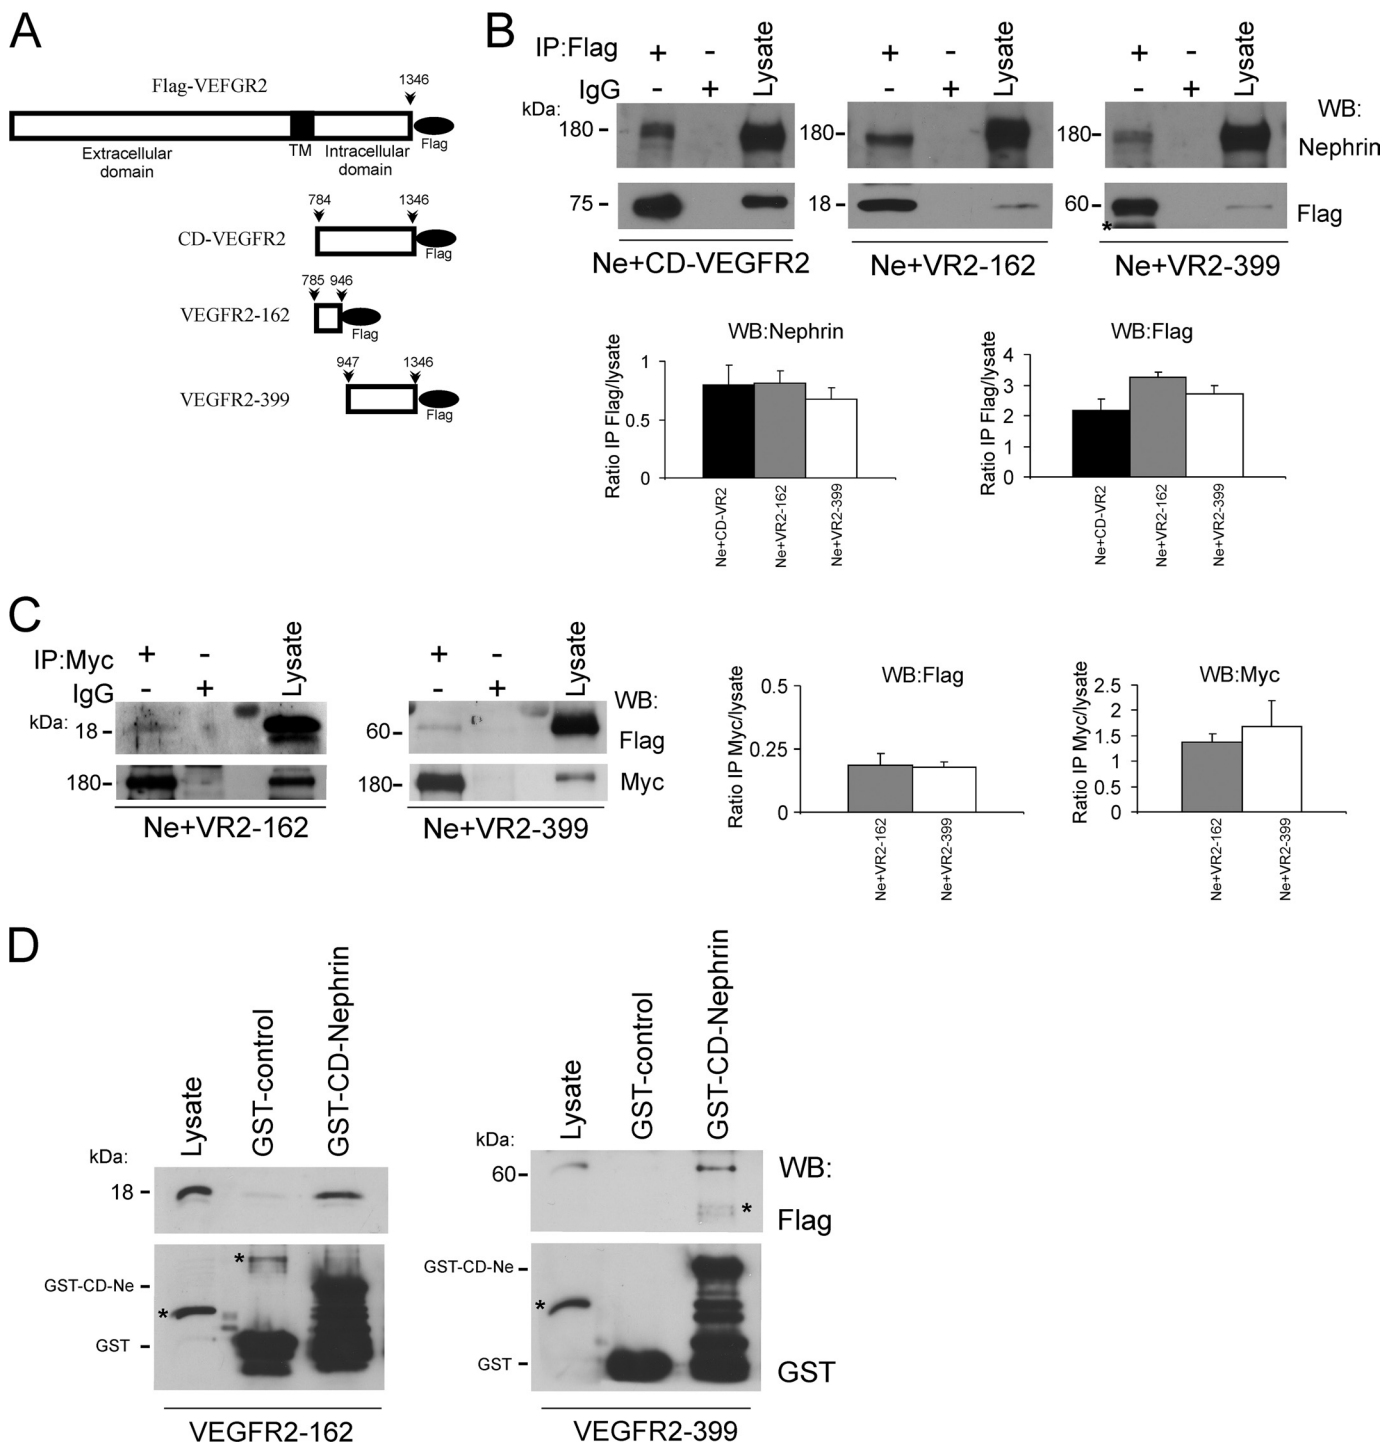 A
Flag-VEFGR2
1346
Flag
Extracellular
domain
TM
Intracellular
domain
784
1346
CD-VEGFR2
Flag
785
946
VEGFR2-162
Flag
947
1346
VEGFR2-399
Flag
B
IP:Flag + - Lysate + - Lysate + - Lysate
IgG - + - + - +
kDa:
WB:
180 180 180 Nephrin
75 18 60 Flag
*
Ne+CD-VEGFR2 Ne+VR2-162 Ne+VR2-399
WB:Nephrin
Ratio IP Flag/lysate
1
0.5
0
Ne+CD-VR2
Ne+VR2-162
Ne+VR2-399
WB:Flag
Ratio IP Flag/lysate
4
3
2
1
0
Ne+CD-VR2
Ne+VR2-162
Ne+VR2-399
C
IP:Myc + - Lysate + - Lysate
IgG - + - +
WB:
kDa: 18 60 Flag
180 180 Myc
Ne+VR2-162 Ne+VR2-399
WB:Flag
Ratio IP Myc/lysate
0.5
0.25
0
Ne+VR2-162
Ne+VR2-399
WB:Myc
Ratio IP Myc/lysate
2.5
2
1.5
1
0.5
0
Ne+VR2-162
Ne+VR2-399
D
Lysate
GST-control
GST-CD-Nephrin
kDa:
18
*
GST-CD-Ne
*
GST
VEGFR2-162
Lysate
GST-control
GST-CD-Nephrin
kDa:
60
WB:
*
Flag
GST-CD-Ne
*
GST
GST
VEGFR2-399